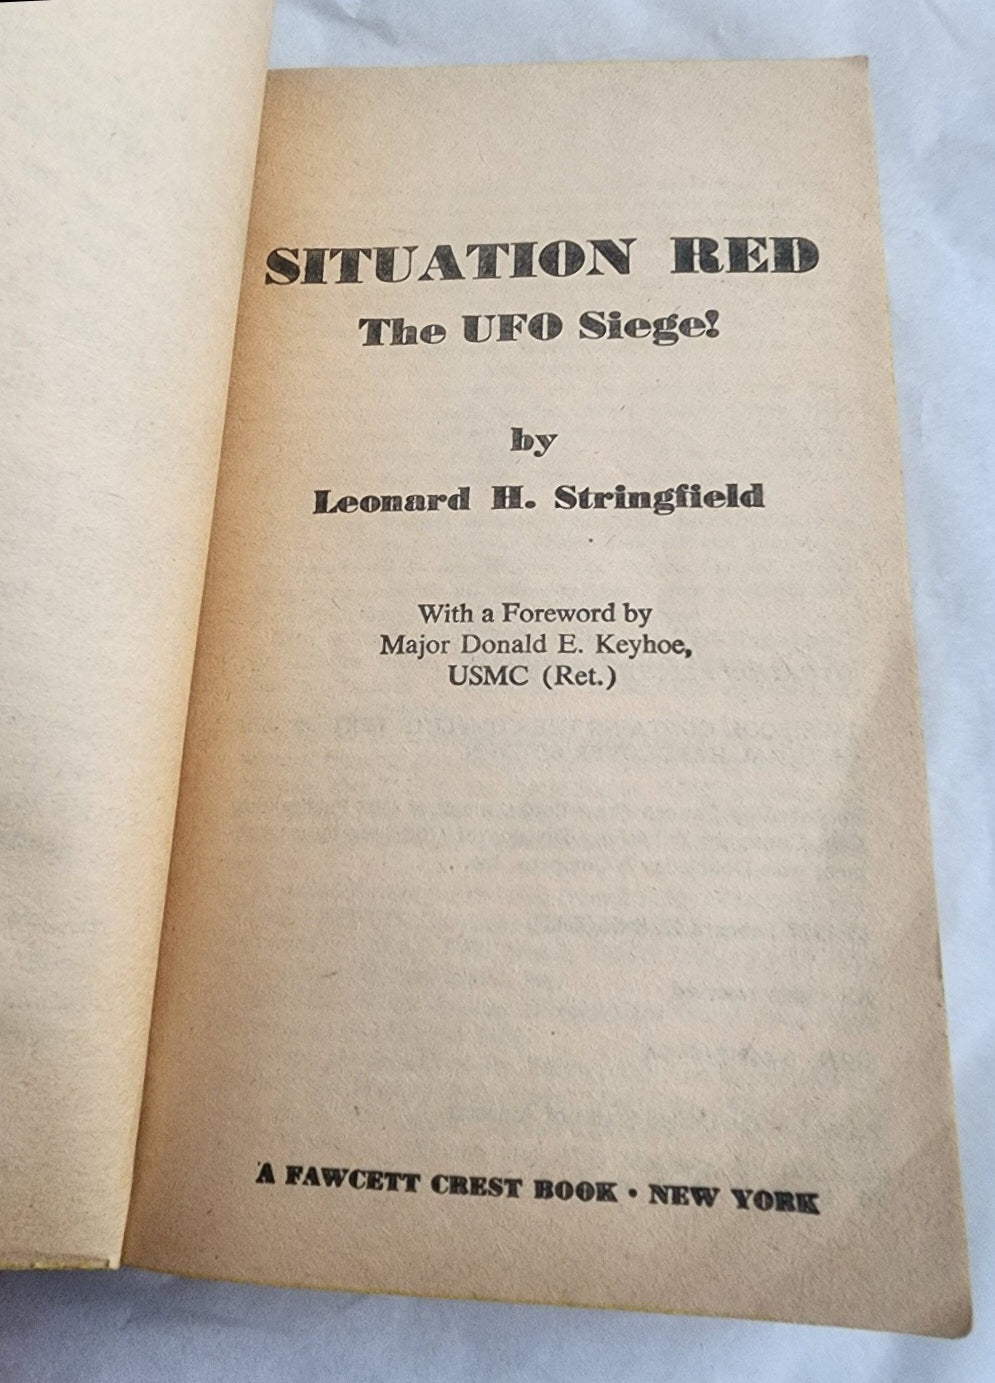 SITUATION RED
The UFO Siege!
by
Leonard H. Stringfield
With a Foreword by
Major Donald E. Keyhoe,
USMC (Ret.)
A FAWCETT CREST BOOK • NEW YORK